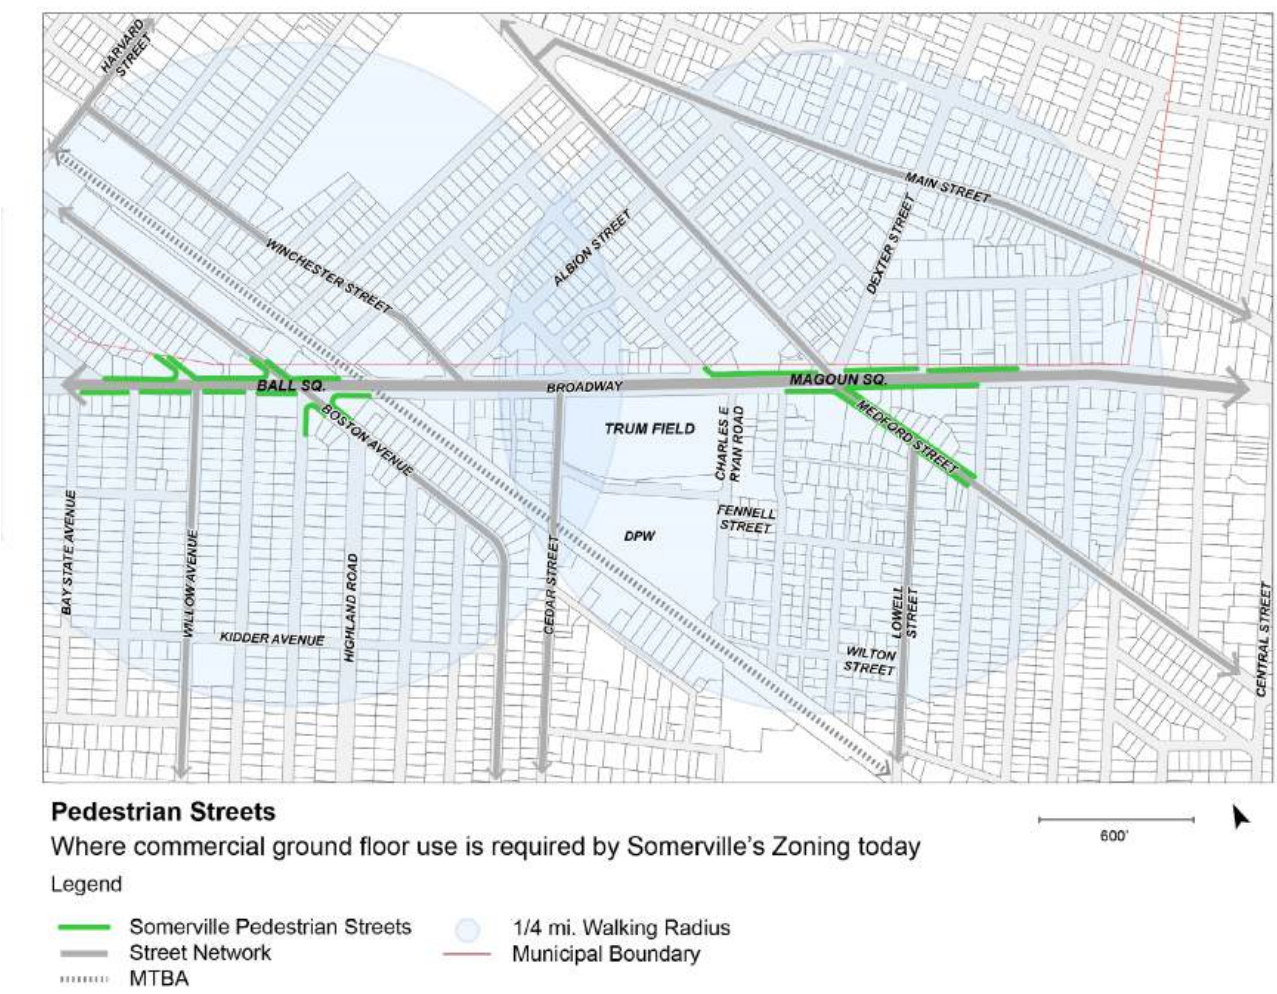 HARVARD
STREET
MAIN STREET
ALBION STREET
DEXTER STREET
WINCHESTER STREET
BALL SQ.
BROADWAY
MAGOUN SQ.
BOSTON AVENUE
TRUM FIELD
CHARLES E
RYAN ROAD
MEDFORD STREET
FENNELL
STREET
DPW
BAY STATE AVENUE
WILLOW AVENUE
HIGHLAND ROAD
CEDAR STREET
LOWELL
STREET
CENTRAL STREET
KIDDER AVENUE
WILTON
STREET
Pedestrian Streets
Where commercial ground floor use is required by Somerville's Zoning today
600'
Legend
Somerville Pedestrian Streets
1/4 mi. Walking Radius
Street Network
Municipal Boundary
MTBA